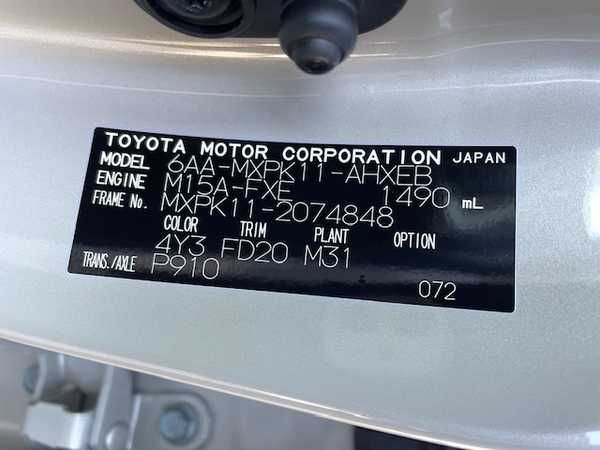 TOYOTA MOTOR CORPORATION JAPAN
MODEL 6AA-MXPK11-AHXEB
ENGINE M15A-FXE 1490 mL
FRAME No. MXPK11-2074848
COLOR TRIM PLANT OPTION
4Y3 FD20 M31
TRANS./AXLE P910
072